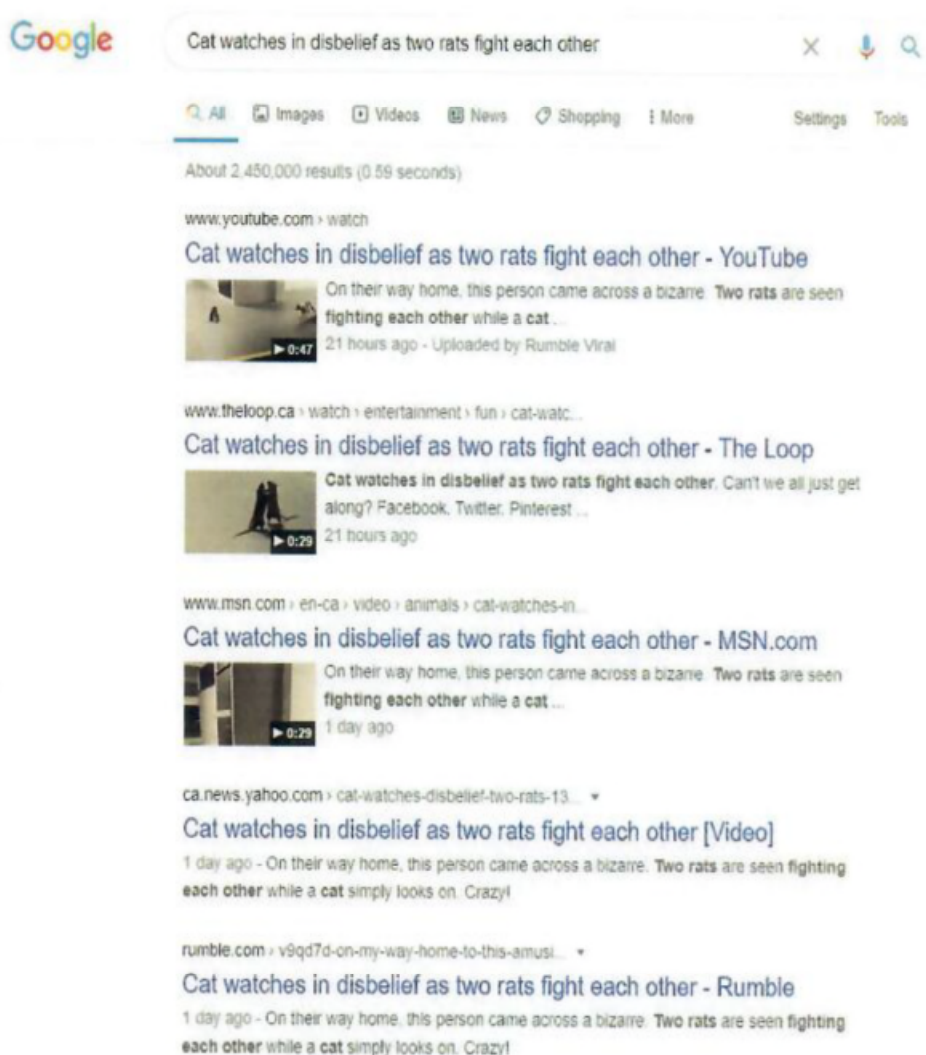 Google
Cat watches in disbelief as two rats fight each other
All Images Videos News Shopping More Settings Tools
About 2,450,000 results (0.59 seconds)
www.youtube.com › watch
Cat watches in disbelief as two rats fight each other - YouTube
On their way home, this person came across a bizarre. Two rats are seen
fighting each other while a cat ...
0:47 21 hours ago - Uploaded by Rumble Viral
www.theloop.ca › watch › entertainment › fun › cat-watc...
Cat watches in disbelief as two rats fight each other - The Loop
Cat watches in disbelief as two rats fight each other. Can't we all just get
along? Facebook. Twitter. Pinterest ...
0:29 21 hours ago
www.msn.com › en-ca › video › animals › cat-watches-in...
Cat watches in disbelief as two rats fight each other - MSN.com
On their way home, this person came across a bizarre. Two rats are seen
fighting each other while a cat ...
0:29 1 day ago
ca.news.yahoo.com › cat-watches-disbelief-two-rats-13...
Cat watches in disbelief as two rats fight each other [Video]
1 day ago - On their way home, this person came across a bizarre. Two rats are seen fighting
each other while a cat simply looks on. Crazy!
rumble.com › v9qd7d-on-my-way-home-to-this-amusi...
Cat watches in disbelief as two rats fight each other - Rumble
1 day ago - On their way home, this person came across a bizarre. Two rats are seen fighting
each other while a cat simply looks on. Crazy!